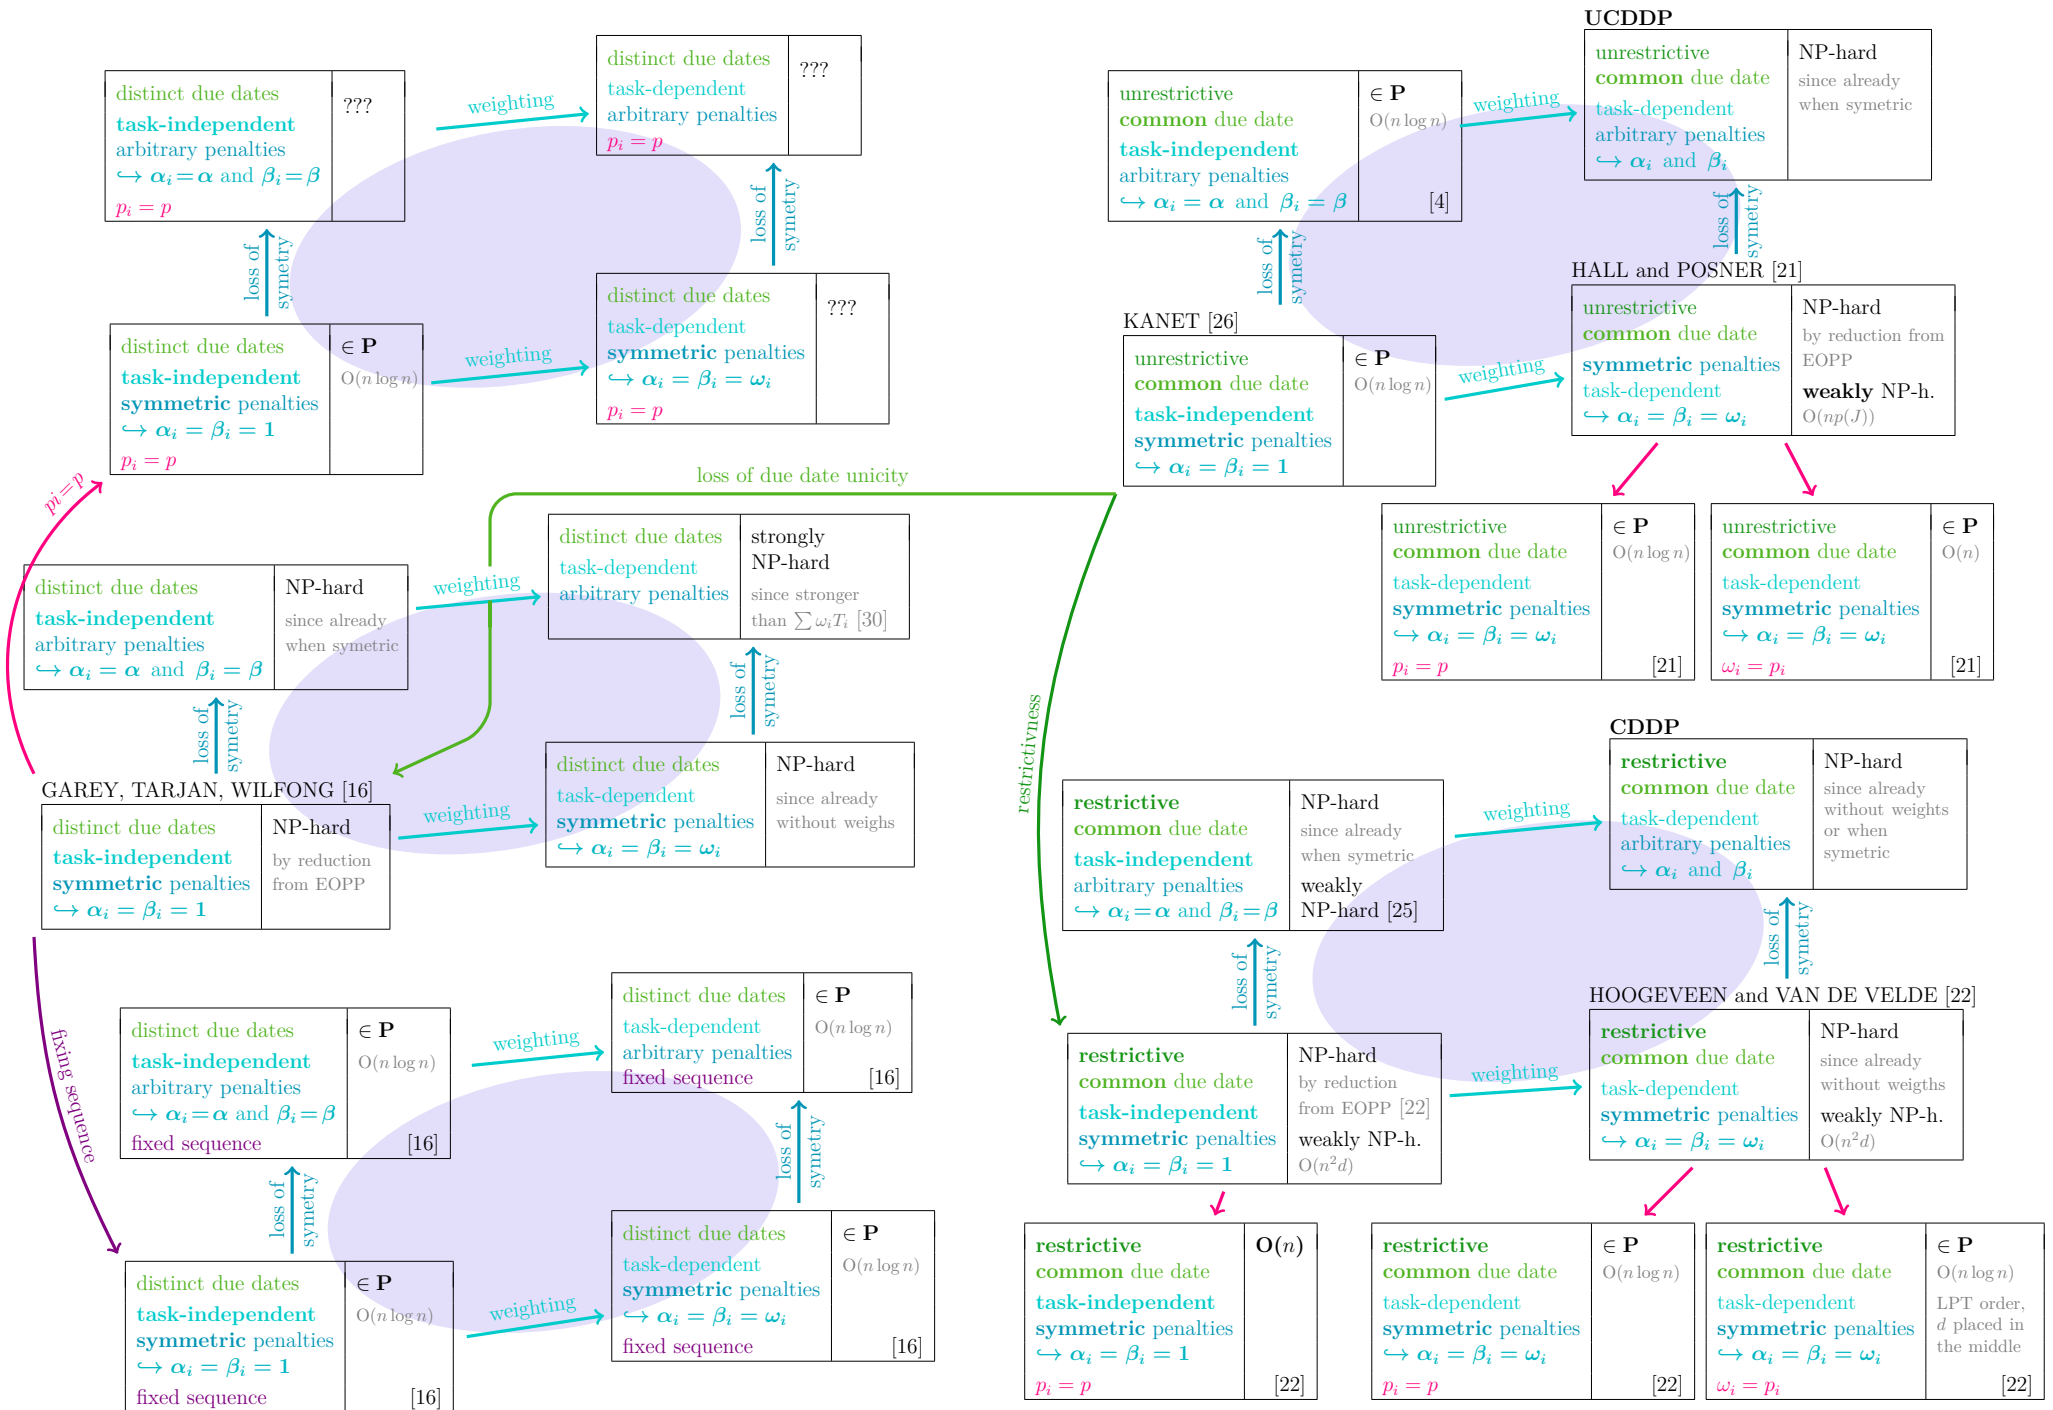 distinct due dates
task-independent
arbitrary penalties
↪ αᵢ = α and βᵢ = β
pᵢ = p
???
weighting
distinct due dates
task-dependent
arbitrary penalties
pᵢ = p
???
loss of
symetry
loss of
symetry
distinct due dates
task-independent
symmetric penalties
↪ αᵢ = βᵢ = 1
pᵢ = p
∈ P
O(n log n)
weighting
distinct due dates
task-dependent
symmetric penalties
↪ αᵢ = βᵢ = ωᵢ
pᵢ = p
???
UCDDP
unrestrictive
common due date
task-independent
arbitrary penalties
↪ αᵢ = α and βᵢ = β
∈ P
O(n log n)
[4]
weighting
unrestrictive
common due date
task-dependent
arbitrary penalties
↪ αᵢ and βᵢ
NP-hard
since already
when symetric
loss of
symetry
loss of
symetry
KANET [26]
unrestrictive
common due date
task-independent
symmetric penalties
↪ αᵢ = βᵢ = 1
∈ P
O(n log n)
weighting
HALL and POSNER [21]
unrestrictive
common due date
symmetric penalties
task-dependent
↪ αᵢ = βᵢ = ωᵢ
NP-hard
by reduction from
EOPP
weakly NP-h.
O(np(J))
unrestrictive
common due date
task-dependent
symmetric penalties
↪ αᵢ = βᵢ = ωᵢ
pᵢ = p
∈ P
O(n log n)
[21]
unrestrictive
common due date
task-dependent
symmetric penalties
↪ αᵢ = βᵢ = ωᵢ
ωᵢ = pᵢ
∈ P
O(n)
[21]
loss of due date unicity
restrictivness
pi=p
distinct due dates
task-independent
arbitrary penalties
↪ αᵢ = α and βᵢ = β
NP-hard
since already
when symetric
weighting
distinct due dates
task-dependent
arbitrary penalties
strongly
NP-hard
since stronger
than ∑ ωᵢTᵢ [30]
loss of
symetry
loss of
symetry
GAREY, TARJAN, WILFONG [16]
distinct due dates
task-independent
symmetric penalties
↪ αᵢ = βᵢ = 1
NP-hard
by reduction
from EOPP
weighting
distinct due dates
task-dependent
symmetric penalties
↪ αᵢ = βᵢ = ωᵢ
NP-hard
since already
without weighs
fixing sequence
distinct due dates
task-independent
arbitrary penalties
↪ αᵢ = α and βᵢ = β
fixed sequence
∈ P
O(n log n)
[16]
weighting
distinct due dates
task-dependent
arbitrary penalties
fixed sequence
∈ P
O(n log n)
[16]
loss of
symetry
loss of
symetry
distinct due dates
task-independent
symmetric penalties
↪ αᵢ = βᵢ = 1
fixed sequence
∈ P
O(n log n)
[16]
weighting
distinct due dates
task-dependent
symmetric penalties
↪ αᵢ = βᵢ = ωᵢ
fixed sequence
∈ P
O(n log n)
[16]
CDDP
restrictive
common due date
task-independent
arbitrary penalties
↪ αᵢ = α and βᵢ = β
NP-hard
since already
when symetric
weakly
NP-hard [25]
weighting
restrictive
common due date
task-dependent
arbitrary penalties
↪ αᵢ and βᵢ
NP-hard
since already
without weights
or when
symetric
loss of
symetry
loss of
symetry
restrictive
common due date
task-independent
symmetric penalties
↪ αᵢ = βᵢ = 1
NP-hard
by reduction
from EOPP [22]
weakly NP-h.
O(n²d)
weighting
HOOGEVEEN and VAN DE VELDE [22]
restrictive
common due date
task-dependent
symmetric penalties
↪ αᵢ = βᵢ = ωᵢ
NP-hard
since already
without weigths
weakly NP-h.
O(n²d)
restrictive
common due date
task-independent
symmetric penalties
↪ αᵢ = βᵢ = 1
pᵢ = p
O(n)
[22]
restrictive
common due date
task-dependent
symmetric penalties
↪ αᵢ = βᵢ = ωᵢ
pᵢ = p
∈ P
O(n log n)
[22]
restrictive
common due date
task-dependent
symmetric penalties
↪ αᵢ = βᵢ = ωᵢ
ωᵢ = pᵢ
∈ P
O(n log n)
LPT order,
d placed in
the middle
[22]